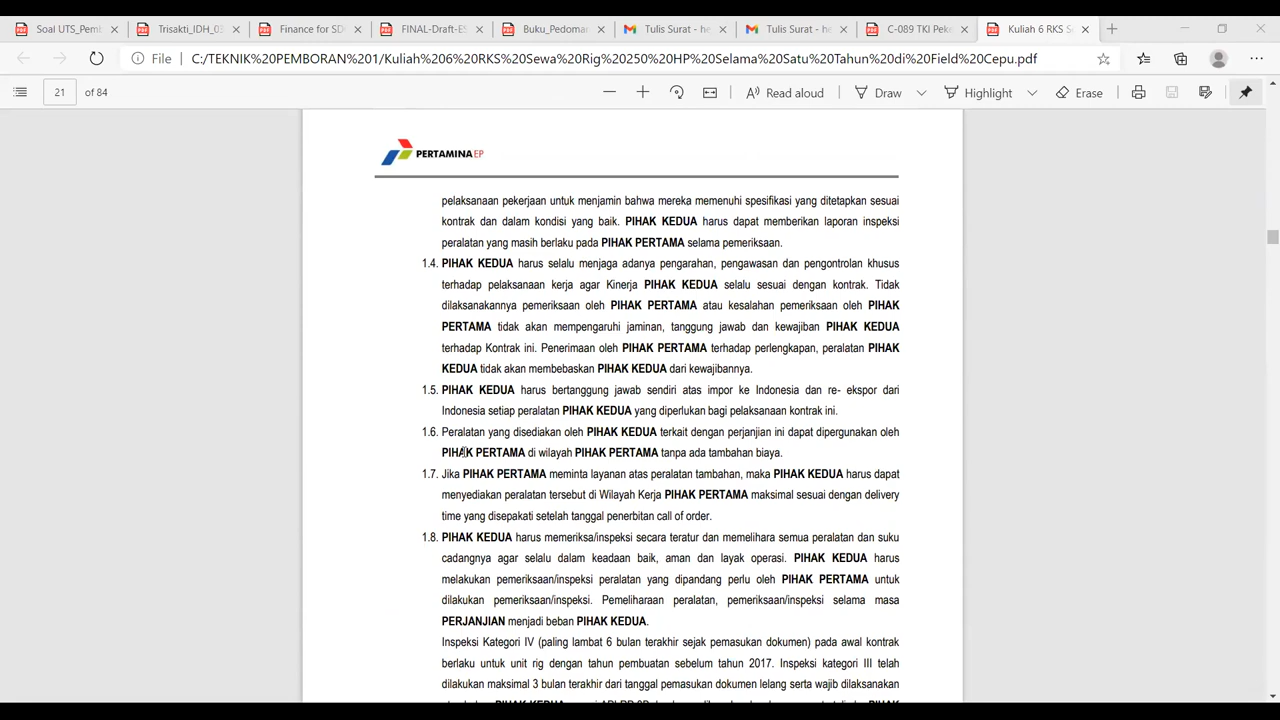 Soal UTS_Pemb
Trisakti_IDH_03
Finance for SDG
FINAL-Draft-ES
Buku_Pedoman
Tulis Surat - he
Tulis Surat - he
C-089 TKI Peke
Kuliah 6 RKS Se
File
C:/TEKNIK%20PEMBORAN%201/Kuliah%206%20RKS%20Sewa%20Rig%20250%20HP%20Selama%20Satu%20Tahun%20di%20Field%20Cepu.pdf
21 of 84
Read aloud
Draw
Highlight
Erase
PERTAMINA EP
pelaksanaan pekerjaan untuk menjamin bahwa mereka memenuhi spesifikasi yang ditetapkan sesuai
kontrak dan dalam kondisi yang baik. PIHAK KEDUA harus dapat memberikan laporan inspeksi
peralatan yang masih berlaku pada PIHAK PERTAMA selama pemeriksaan.
1.4. PIHAK KEDUA harus selalu menjaga adanya pengarahan, pengawasan dan pengontrolan khusus
terhadap pelaksanaan kerja agar Kinerja PIHAK KEDUA selalu sesuai dengan kontrak. Tidak
dilaksanakannya pemeriksaan oleh PIHAK PERTAMA atau kesalahan pemeriksaan oleh PIHAK
PERTAMA tidak akan mempengaruhi jaminan, tanggung jawab dan kewajiban PIHAK KEDUA
terhadap Kontrak ini. Penerimaan oleh PIHAK PERTAMA terhadap perlengkapan, peralatan PIHAK
KEDUA tidak akan membebaskan PIHAK KEDUA dari kewajibannya.
1.5. PIHAK KEDUA harus bertanggung jawab sendiri atas impor ke Indonesia dan re- ekspor dari
Indonesia setiap peralatan PIHAK KEDUA yang diperlukan bagi pelaksanaan kontrak ini.
1.6. Peralatan yang disediakan oleh PIHAK KEDUA terkait dengan perjanjian ini dapat dipergunakan oleh
PIHAK PERTAMA di wilayah PIHAK PERTAMA tanpa ada tambahan biaya.
1.7. Jika PIHAK PERTAMA meminta layanan atas peralatan tambahan, maka PIHAK KEDUA harus dapat
menyediakan peralatan tersebut di Wilayah Kerja PIHAK PERTAMA maksimal sesuai dengan delivery
time yang disepakati setelah tanggal penerbitan call of order.
1.8. PIHAK KEDUA harus memeriksa/inspeksi secara teratur dan memelihara semua peralatan dan suku
cadangnya agar selalu dalam keadaan baik, aman dan layak operasi. PIHAK KEDUA harus
melakukan pemeriksaan/inspeksi peralatan yang dipandang perlu oleh PIHAK PERTAMA untuk
dilakukan pemeriksaan/inspeksi. Pemeliharaan peralatan, pemeriksaan/inspeksi selama masa
PERJANJIAN menjadi beban PIHAK KEDUA.
Inspeksi Kategori IV (paling lambat 6 bulan terakhir sejak pemasukan dokumen) pada awal kontrak
berlaku untuk unit rig dengan tahun pembuatan sebelum tahun 2017. Inspeksi kategori III telah
dilakukan maksimal 3 bulan terakhir dari tanggal pemasukan dokumen lelang serta wajib dilaksanakan